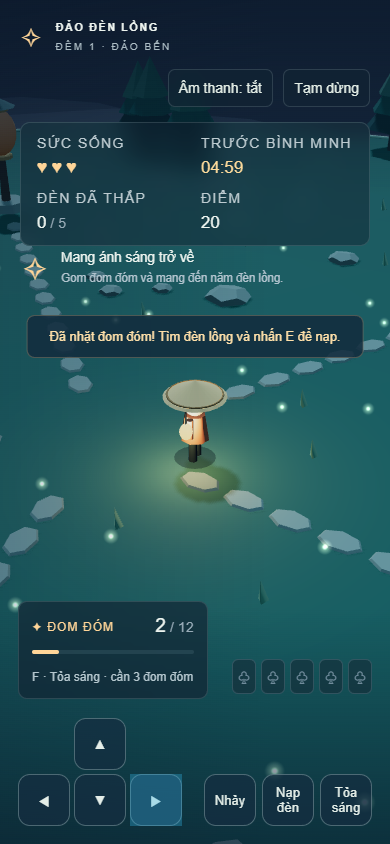 ĐẢO ĐÈN LỒNG
ĐÊM 1 · ĐẢO BẾN
Âm thanh: tắt
Tạm dừng
SỨC SỐNG
TRƯỚC BÌNH MINH
04:59
ĐÈN ĐÃ THẮP
ĐIỂM
0 / 5
20
Mang ánh sáng trở về
Gom đom đóm và mang đến năm đèn lồng.
Đã nhặt đom đóm! Tìm đèn lồng và nhấn E để nạp.
ĐOM ĐÓM
2 / 12
F · Tỏa sáng · cần 3 đom đóm
Nhảy
Nạp đèn
Tỏa sáng